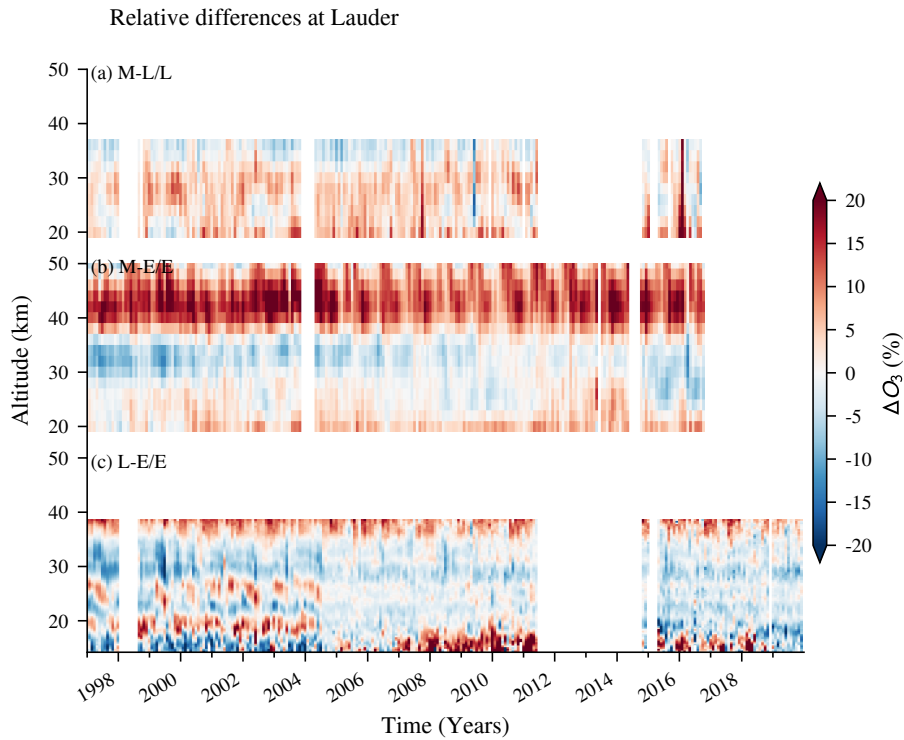 Relative differences at Lauder
50
(a) M-L/L
40
30
20
50
(b) M-E/E
40
30
20
50
(c) L-E/E
40
30
20
Altitude (km)
1998 2000 2002 2004 2006 2008 2010 2012 2014 2016 2018
Time (Years)
20
15
10
5
0
-5
-10
-15
-20
ΔO₃ (%)